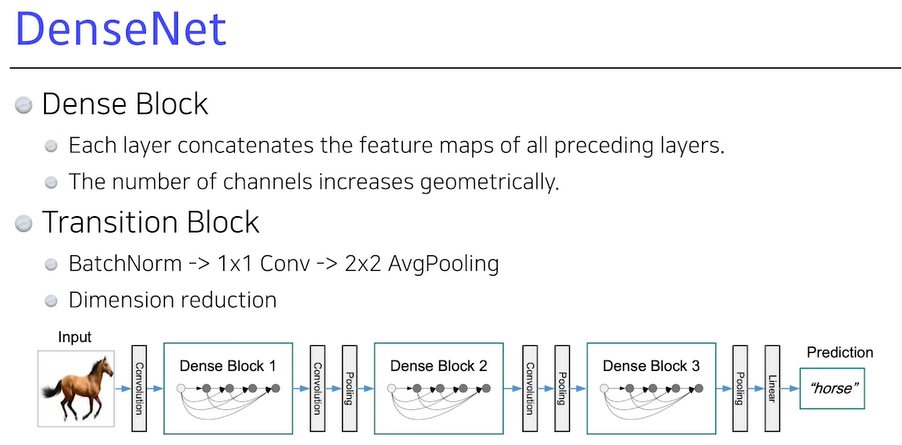 DenseNet
Dense Block
Each layer concatenates the feature maps of all preceding layers.
The number of channels increases geometrically.
Transition Block
BatchNorm -> 1x1 Conv -> 2x2 AvgPooling
Dimension reduction
Input
Prediction
Dense Block 1
Dense Block 2
Dense Block 3
Convolution
Convolution
Pooling
Convolution
Pooling
Pooling
Linear
"horse"